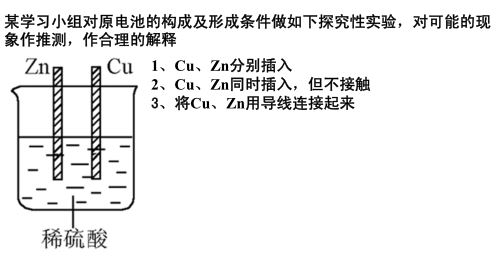 某学习小组对原电池的构成及形成条件做如下探究性实验，对可能的现
象作推测，作合理的解释
Zn Cu
1、Cu、Zn分别插入
2、Cu、Zn同时插入，但不接触
3、将Cu、Zn用导线连接起来
稀硫酸